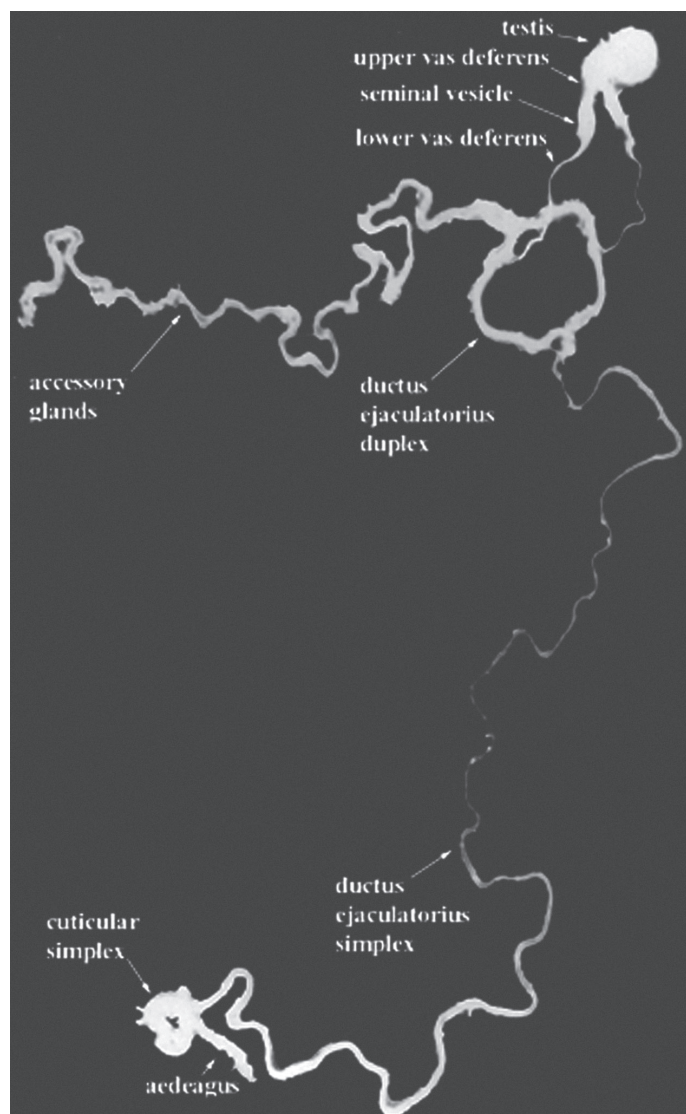 testis
upper vas deferens
seminal vesicle
lower vas deferens
accessory
glands
ductus
ejaculatorius
duplex
ductus
ejaculatorius
simplex
cuticular
simplex
aedeagus